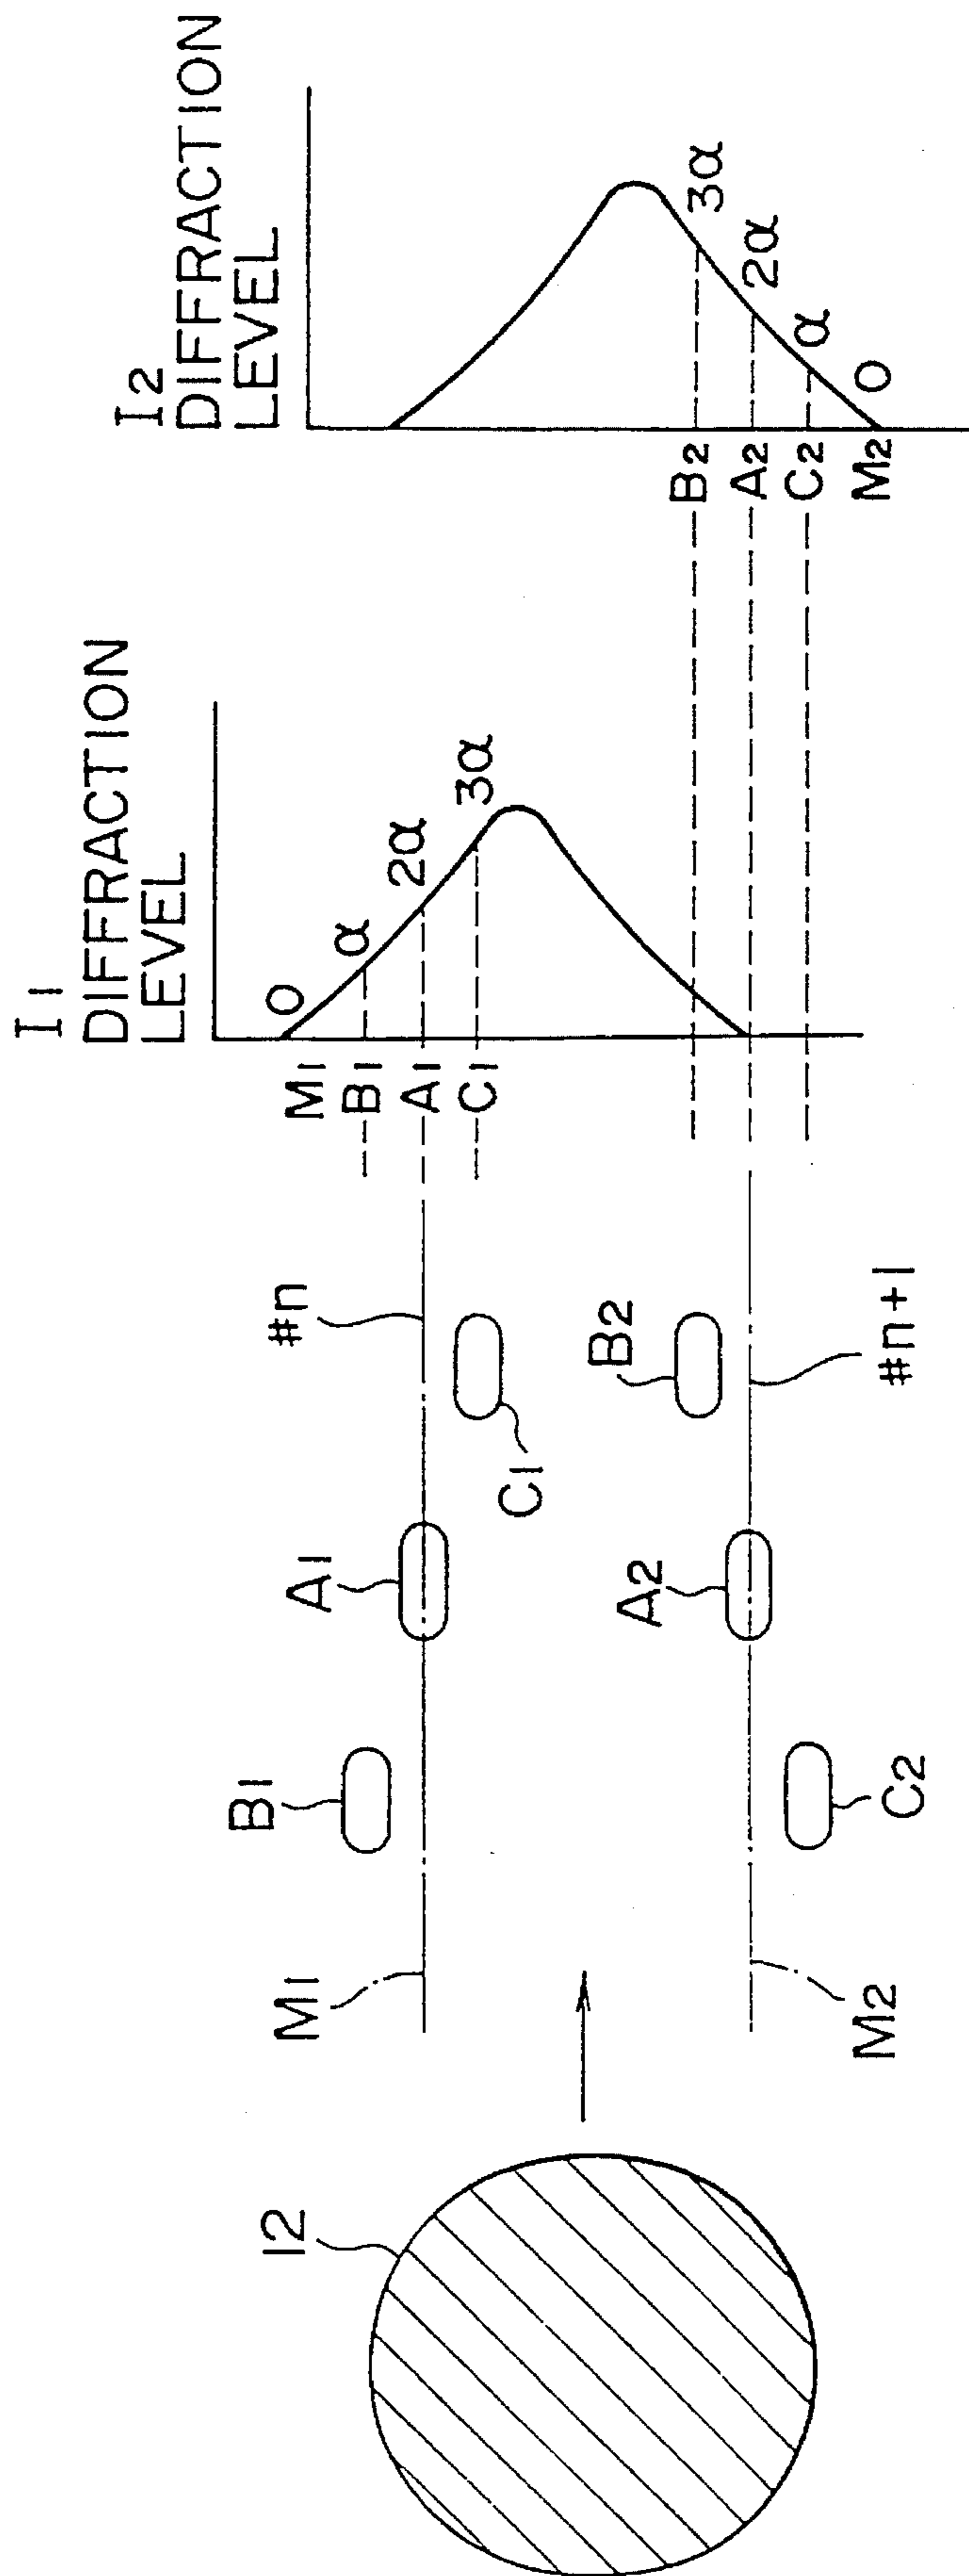 I1
DIFFRACTION
LEVEL
I2
DIFFRACTION
LEVEL
0
α
2α
3α
M1
B1
A1
C1
3α
2α
α
0
B2
A2
C2
M2
#n
#n+1
B1
A1
C1
B2
A2
C2
M1
M2
12